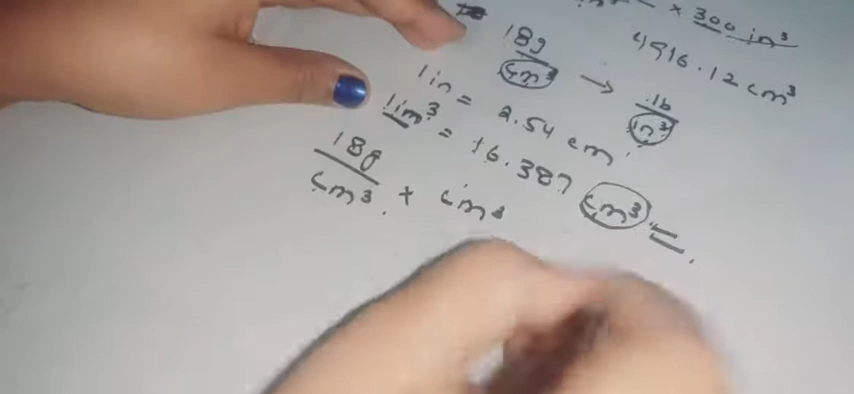 × 300 in³
4916.12 cm³
18g
cm³ → lb
in³
1in = 2.54 cm
1im³ = 16.387 cm³ =
18g
cm³ × cm³